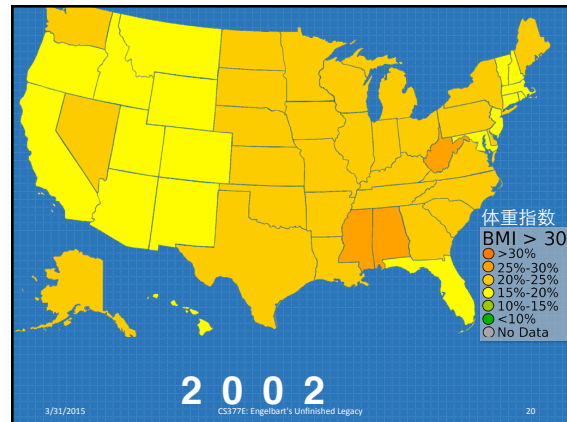 体重指数
BMI > 30
>30%
25%-30%
20%-25%
15%-20%
10%-15%
<10%
No Data
2 0 0 2
3/31/2015
CS377E: Engelbart's Unfinished Legacy
20